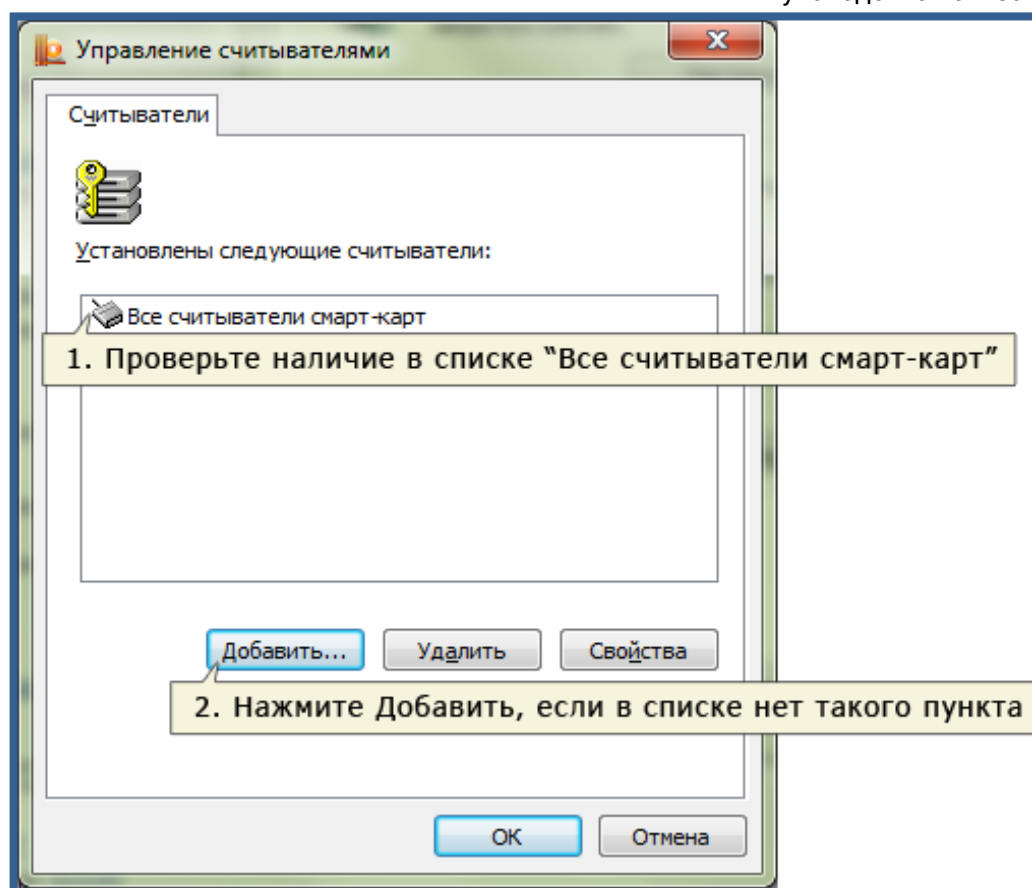 Управление считывателями
Считыватели
Установлены следующие считыватели:
Все считыватели смарт-карт
1. Проверьте наличие в списке “Все считыватели смарт-карт”
Добавить... Удалить Свойства
2. Нажмите Добавить, если в списке нет такого пункта
ОК Отмена